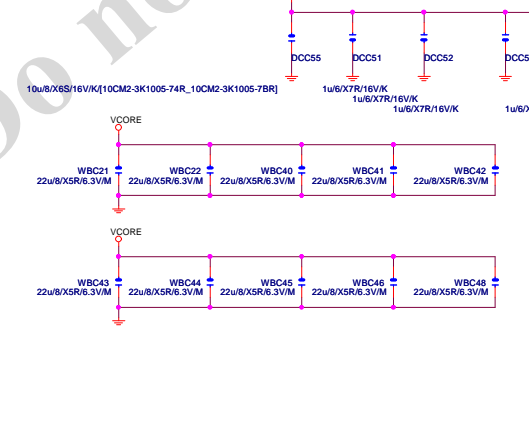 Do no
DCC55
DCC51
DCC52
DCC5
10u/8/X6S/16V/K/[10CM2-3K1005-74R_10CM2-3K1005-7BR]
1u/6/X7R/16V/K
1u/6/X7R/16V/K
1u/6/X7R/16V/K
1u/6/X
VCORE
WBC21
WBC22
WBC40
WBC41
WBC42
22u/8/X5R/6.3V/M
22u/8/X5R/6.3V/M
22u/8/X5R/6.3V/M
22u/8/X5R/6.3V/M
22u/8/X5R/6.3V/M
VCORE
WBC43
WBC44
WBC45
WBC46
WBC48
22u/8/X5R/6.3V/M
22u/8/X5R/6.3V/M
22u/8/X5R/6.3V/M
22u/8/X5R/6.3V/M
22u/8/X5R/6.3V/M